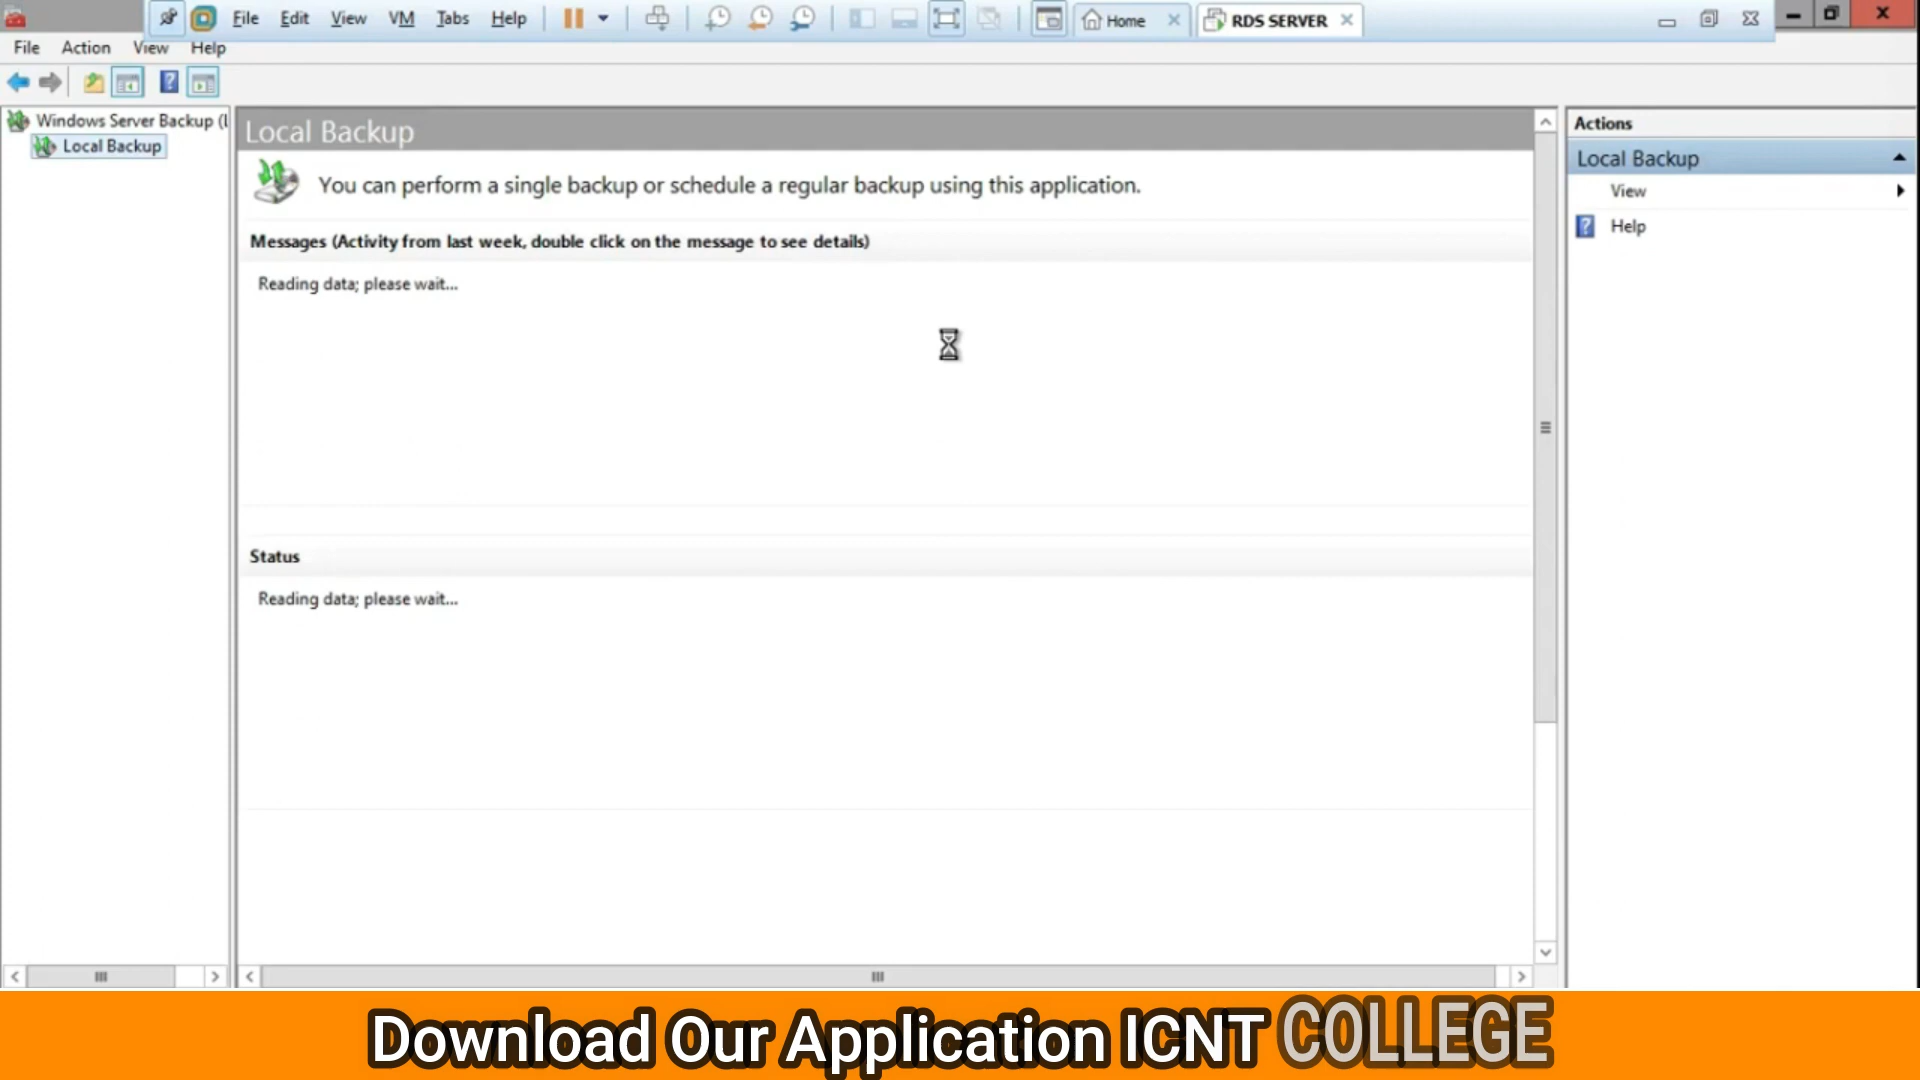 File Edit View VM Tabs Help Home RDS SERVER
File Action View Help
Windows Server Backup (l
Local Backup
Local Backup
You can perform a single backup or schedule a regular backup using this application.
Messages (Activity from last week, double click on the message to see details)
Reading data; please wait...
Status
Reading data; please wait...
Actions
Local Backup
View
Help
Download Our Application ICNT COLLEGE